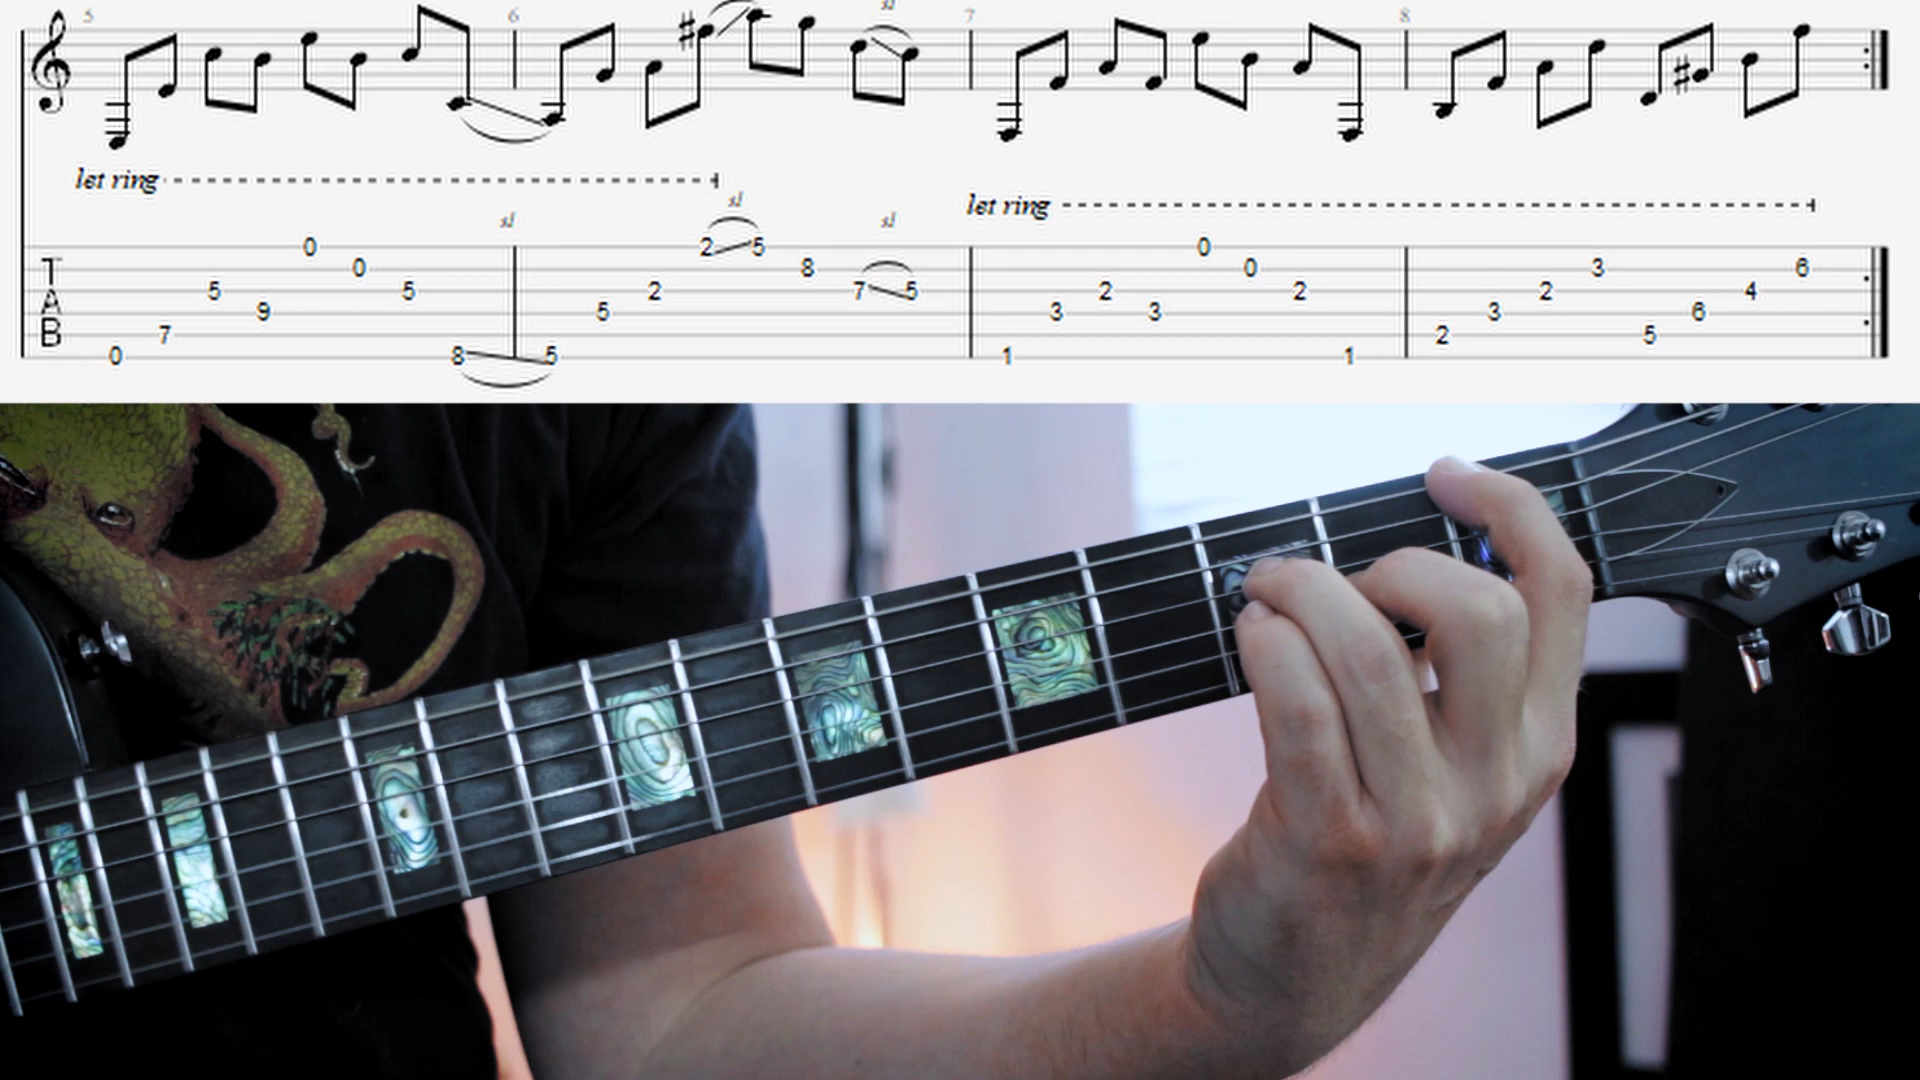 5 6 7 8
sl
let ring
let ring
sl sl sl
0 2 5 0
T 0 8 0 3 6
5 5 2 7 5 2 2 2 4
A 9 5 3 3 3 6
B 7 2 5
0 8 5 1 1